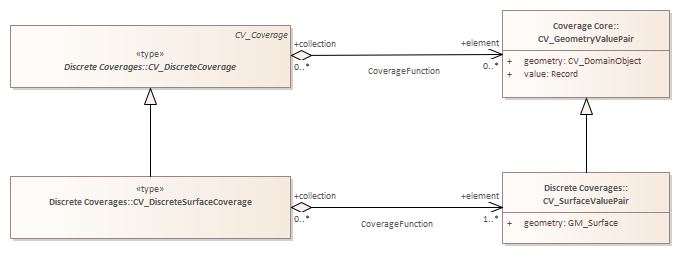 CV_Coverage
«type»
Discrete Coverages::CV_DiscreteCoverage
+collection
0..*
CoverageFunction
+element
0..*
Coverage Core::
CV_GeometryValuePair
+ geometry: CV_DomainObject
+ value: Record
«type»
Discrete Coverages::CV_DiscreteSurfaceCoverage
+collection
0..*
CoverageFunction
+element
1..*
Discrete Coverages::
CV_SurfaceValuePair
+ geometry: GM_Surface